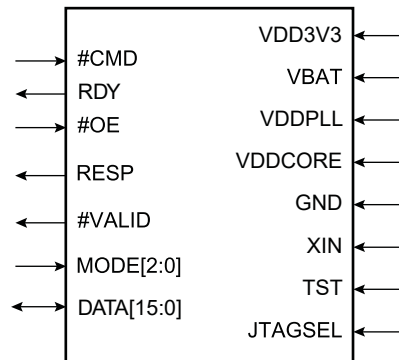 #CMD
RDY
#OE
RESP
#VALID
MODE[2:0]
DATA[15:0]
VDD3V3
VBAT
VDDPLL
VDDCORE
GND
XIN
TST
JTAGSEL